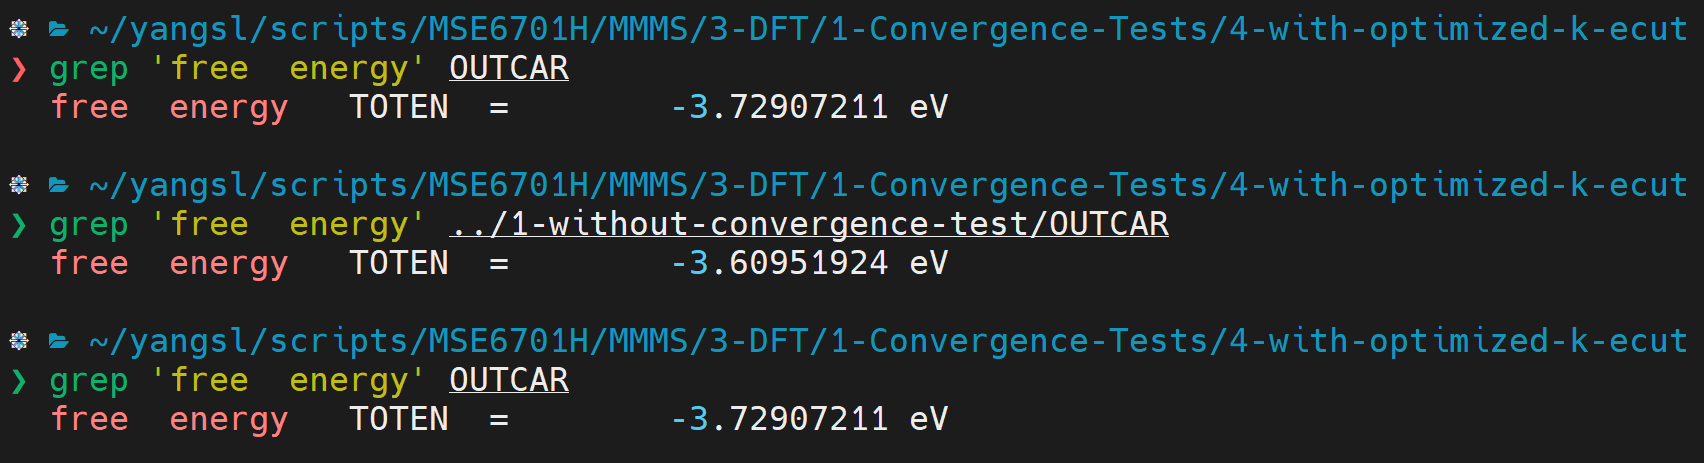 ~/yangsl/scripts/MSE6701H/MMMS/3-DFT/1-Convergence-Tests/4-with-optimized-k-ecut
❯ grep 'free  energy' OUTCAR
  free  energy   TOTEN  =        -3.72907211 eV
~/yangsl/scripts/MSE6701H/MMMS/3-DFT/1-Convergence-Tests/4-with-optimized-k-ecut
❯ grep 'free  energy' ../1-without-convergence-test/OUTCAR
  free  energy   TOTEN  =        -3.60951924 eV
~/yangsl/scripts/MSE6701H/MMMS/3-DFT/1-Convergence-Tests/4-with-optimized-k-ecut
❯ grep 'free  energy' OUTCAR
  free  energy   TOTEN  =        -3.72907211 eV